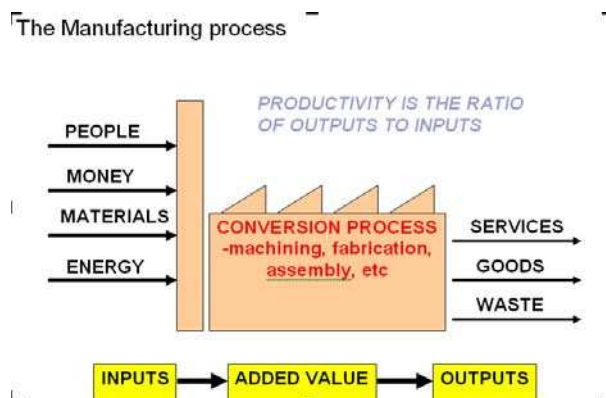 The Manufacturing process
PRODUCTIVITY IS THE RATIO
OF OUTPUTS TO INPUTS
PEOPLE
MONEY
MATERIALS
ENERGY
CONVERSION PROCESS
-machining, fabrication,
assembly, etc
SERVICES
GOODS
WASTE
INPUTS
ADDED VALUE
OUTPUTS